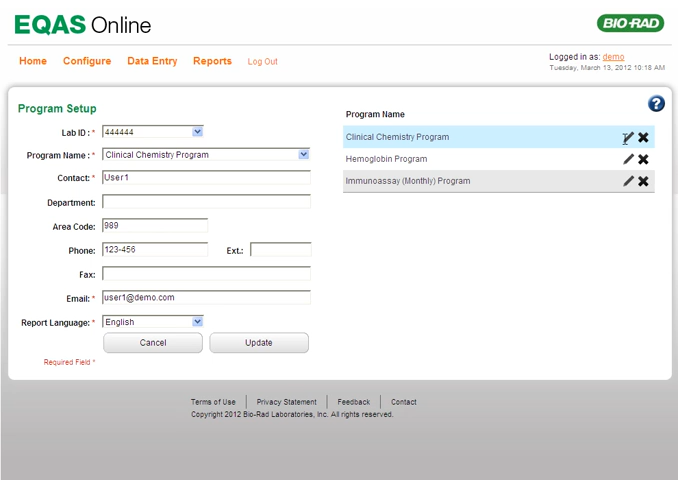 EQAS Online
BIO-RAD
Home Configure Data Entry Reports Log Out
Logged in as: demo
Tuesday, March 13, 2012 10:18 AM
Program Setup
Lab ID : * 444444
Program Name : * Clinical Chemistry Program
Contact: * User1
Department:
Area Code: 989
Phone: 123-456 Ext.:
Fax:
Email: * user1@demo.com
Report Language: * English
Cancel Update
Required Field *
?
Program Name
Clinical Chemistry Program
Hemoglobin Program
Immunoassay (Monthly) Program
Terms of Use Privacy Statement Feedback Contact
Copyright 2012 Bio-Rad Laboratories, Inc. All rights reserved.